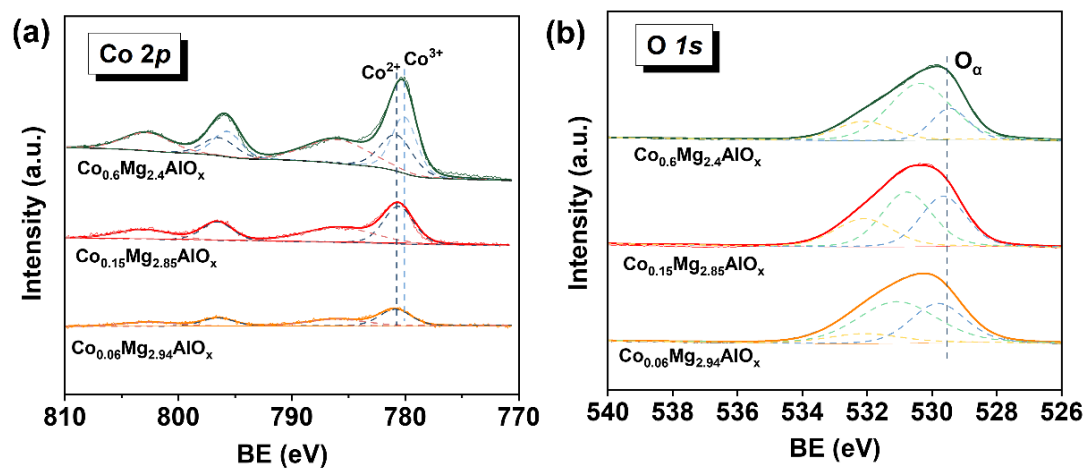 (a)
Co 2p
Co²⁺
Co³⁺
Co₀.₆Mg₂.₄AlOₓ
Co₀.₁₅Mg₂.₈₅AlOₓ
Co₀.₀₆Mg₂.₉₄AlOₓ
Intensity (a.u.)
810 800 790 780 770
BE (eV)
(b)
O 1s
Oα
Co₀.₆Mg₂.₄AlOₓ
Co₀.₁₅Mg₂.₈₅AlOₓ
Co₀.₀₆Mg₂.₉₄AlOₓ
Intensity (a.u.)
540 538 536 534 532 530 528 526
BE (eV)